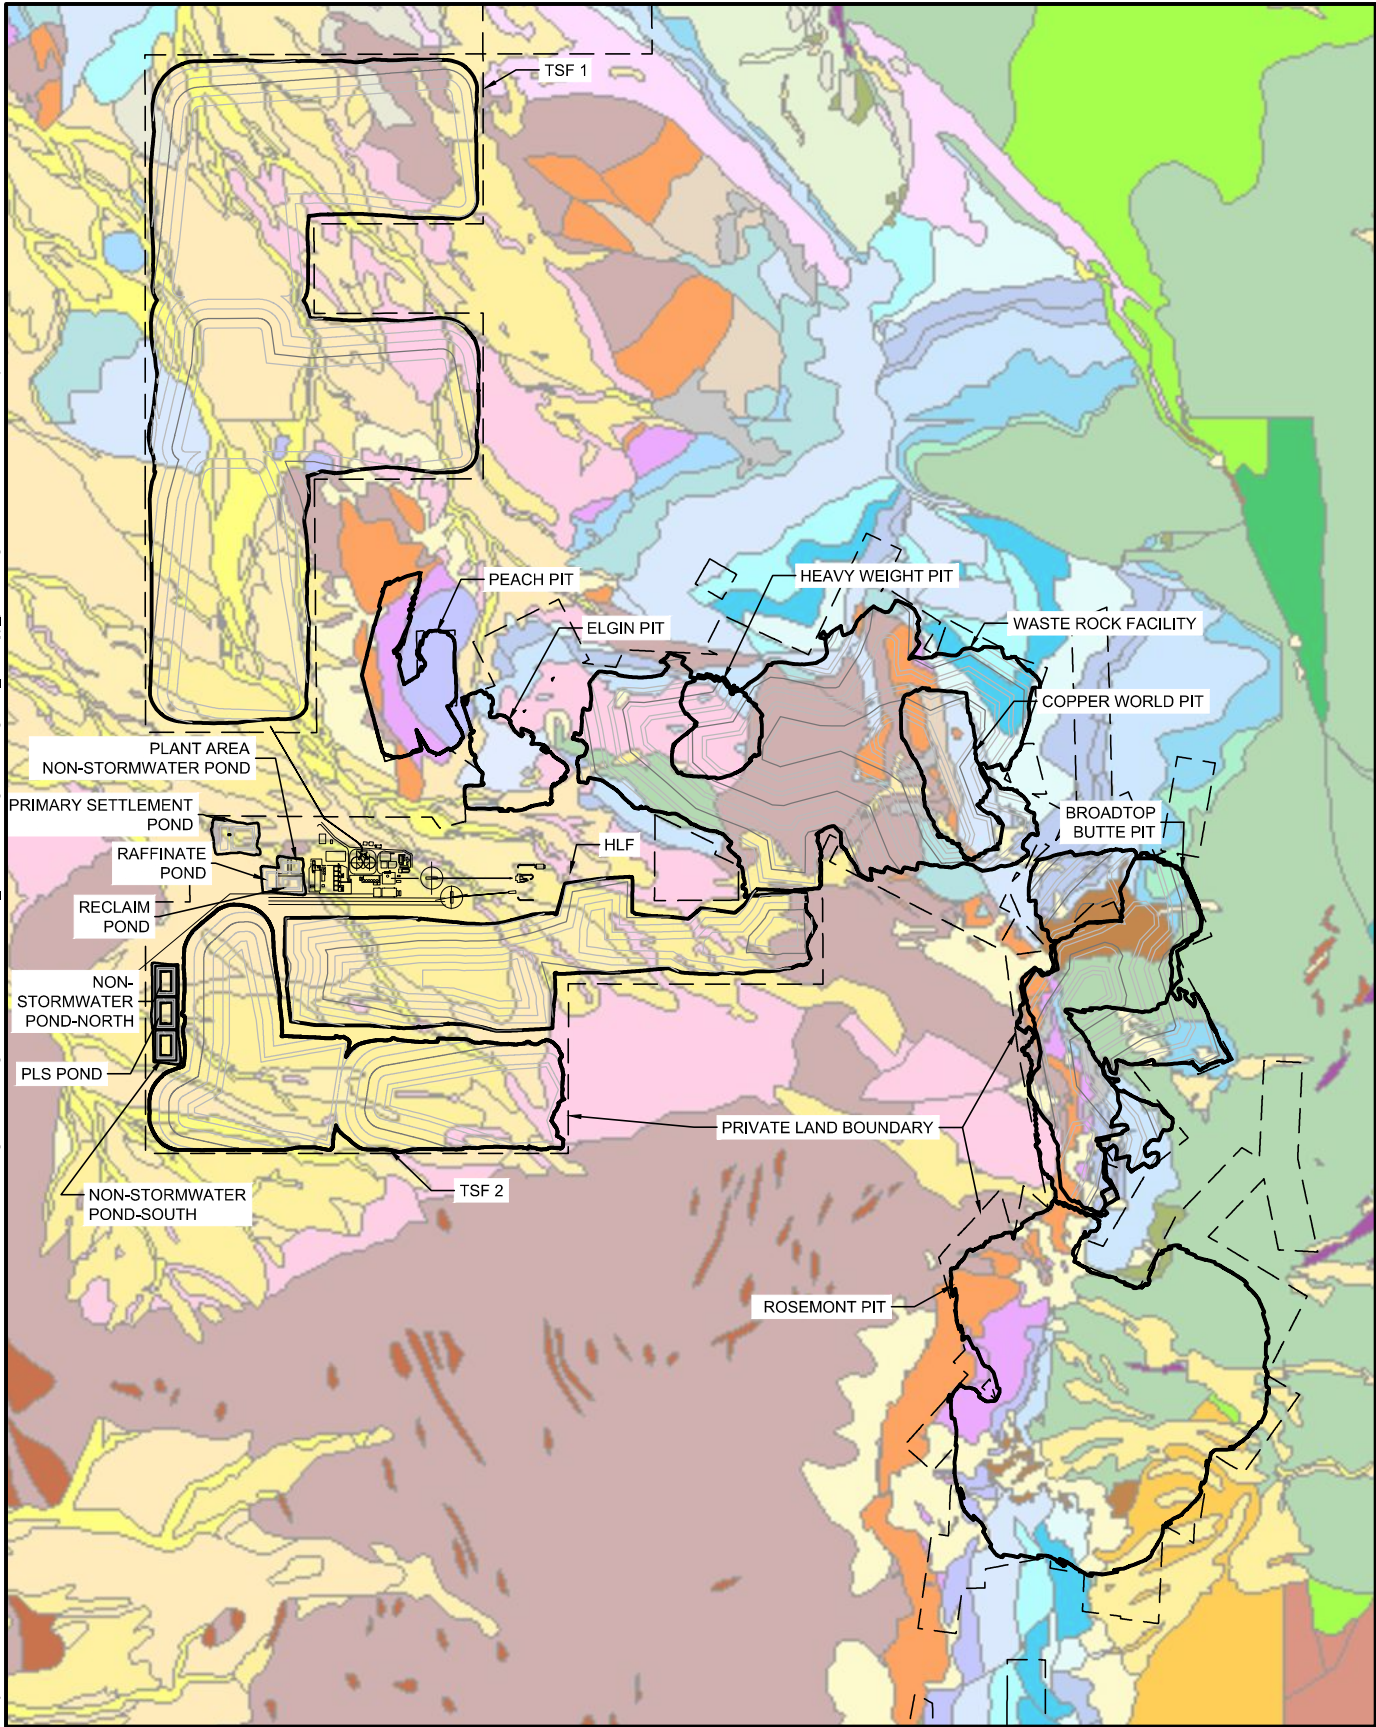 TSF 1
PEACH PIT
HEAVY WEIGHT PIT
ELGIN PIT
WASTE ROCK FACILITY
COPPER WORLD PIT
PLANT AREA
NON-STORMWATER POND
PRIMARY SETTLEMENT
POND
BROADTOP
BUTTE PIT
HLF
RAFFINATE
POND
RECLAIM
POND
NON-
STORMWATER
POND-NORTH
PLS POND
PRIVATE LAND BOUNDARY
TSF 2
NON-STORMWATER
POND-SOUTH
ROSEMONT PIT